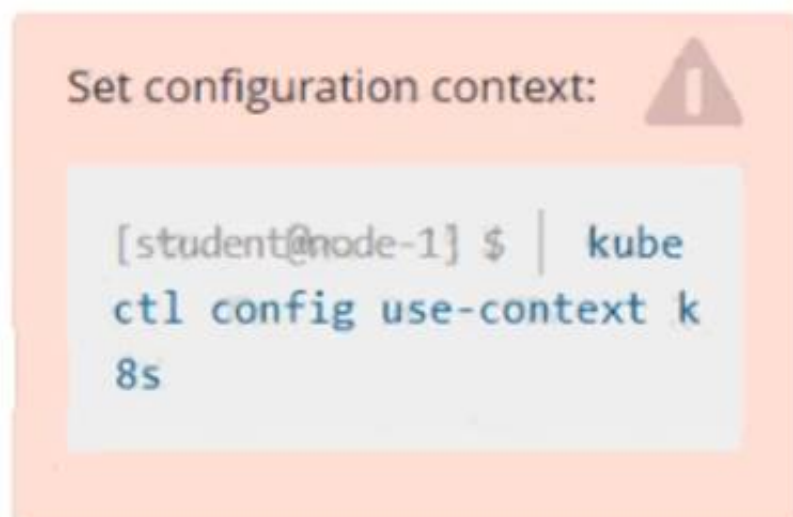 Set configuration context:
[student@node-1] $ | kube
ctl config use-context k
8s